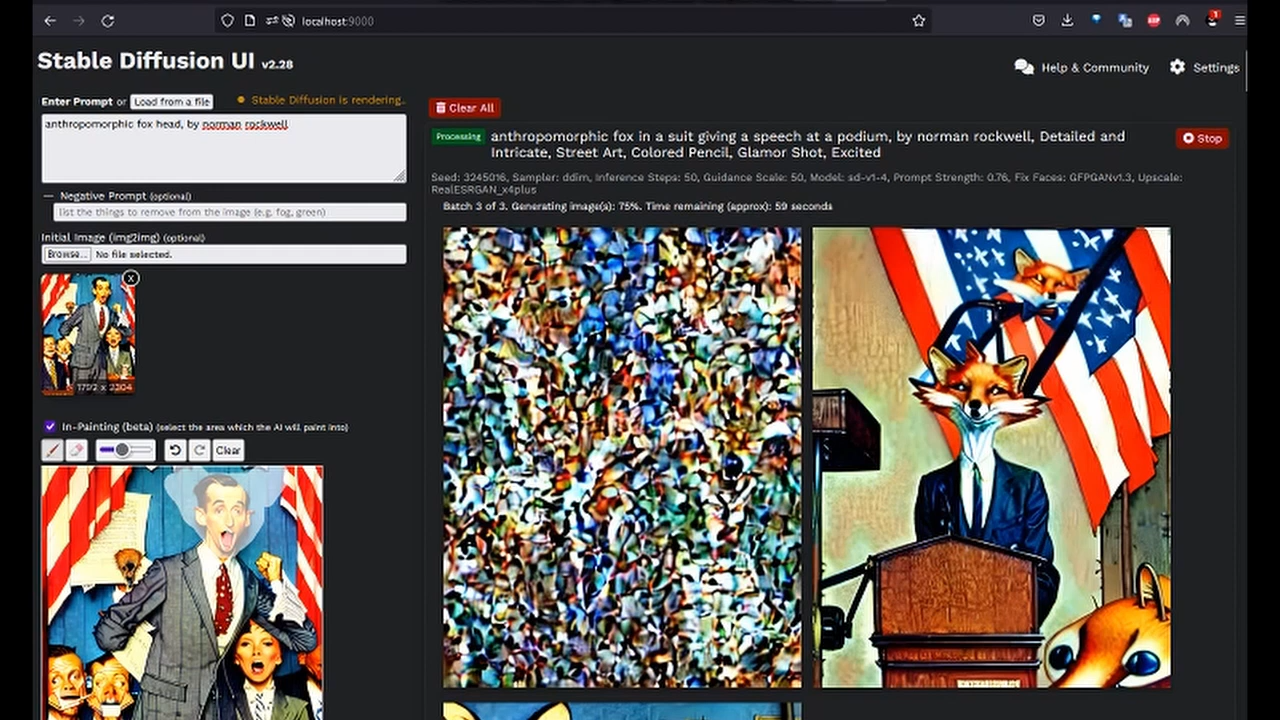 localhost:9000
Stable Diffusion UI v2.28
Help & Community
Settings
Enter Prompt or Load from a file
Stable Diffusion is rendering..
anthropomorphic fox head, by norman rockwell
Negative Prompt (optional)
list the things to remove from the image (e.g. fog, green)
Initial Image (img2img) (optional)
Browse... No file selected.
X
1792 x 2304
In-Painting (beta) (select the area which the AI will paint into)
Clear
Clear All
Processing
anthropomorphic fox in a suit giving a speech at a podium, by norman rockwell, Detailed and
Intricate, Street Art, Colored Pencil, Glamor Shot, Excited
Stop
Seed: 3245016, Sampler: ddim, Inference Steps: 50, Guidance Scale: 50, Model: sd-v1-4, Prompt Strength: 0.76, Fix Faces: GFPGANv1.3, Upscale:
RealESRGAN_x4plus
Batch 3 of 3. Generating image(s): 75%. Time remaining (approx): 59 seconds